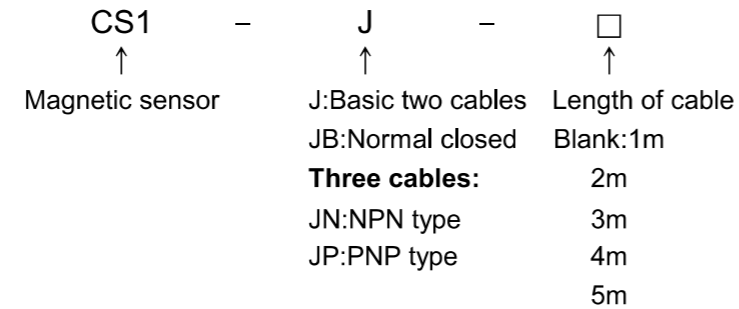 CS1 – J – □
↑ ↑ ↑
Magnetic sensor J:Basic two cables Length of cable
JB:Normal closed Blank:1m
Three cables: 2m
JN:NPN type 3m
JP:PNP type 4m
5m